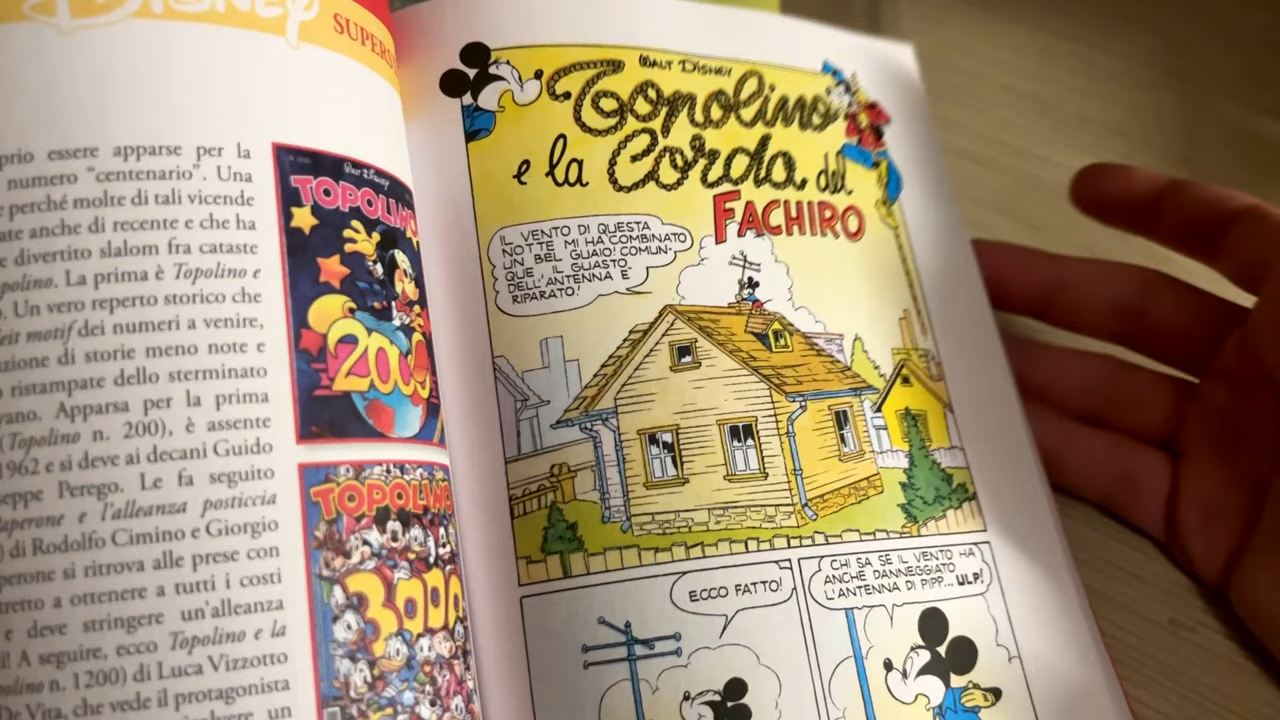 DISNEY
prio essere apparse per la
numero “centenario”. Una
perché molte di tali vicende
ate anche di recente e che ha
e divertito slalom fra cataste
polino. La prima è Topolino e
. Un vero reperto storico che
leit motif dei numeri a venire,
azione di storie meno note e
ristampate dello sterminato
yano. Apparsa per la prima
(Topolino n. 200), è assente
1962 e si deve ai decani Guido
seppe Perego. Le fa seguito
aperone e l'alleanza posticcia
) di Rodolfo Cimino e Giorgio
perone si ritrova alle prese con
tretto a ottenere a tutti i costi
e deve stringere un'alleanza
! A seguire, ecco Topolino e la
polino n. 1200) di Luca Vizzotto
De Vita, che vede il protagonista
un
WALT DISNEY
TOPOLINO
2000
TOPOLINO
3000
WALT DISNEY
Topolino
e la Corda del
FACHIRO
IL VENTO DI QUESTA
NOTTE MI HA COMBINATO
UN BEL GUAIO! COMUN-
QUE, IL GUASTO
DELL'ANTENNA È
RIPARATO!
ECCO FATTO!
CHI SA SE IL VENTO HA
ANCHE DANNEGGIATO
L'ANTENNA DI PIPP... ULP!